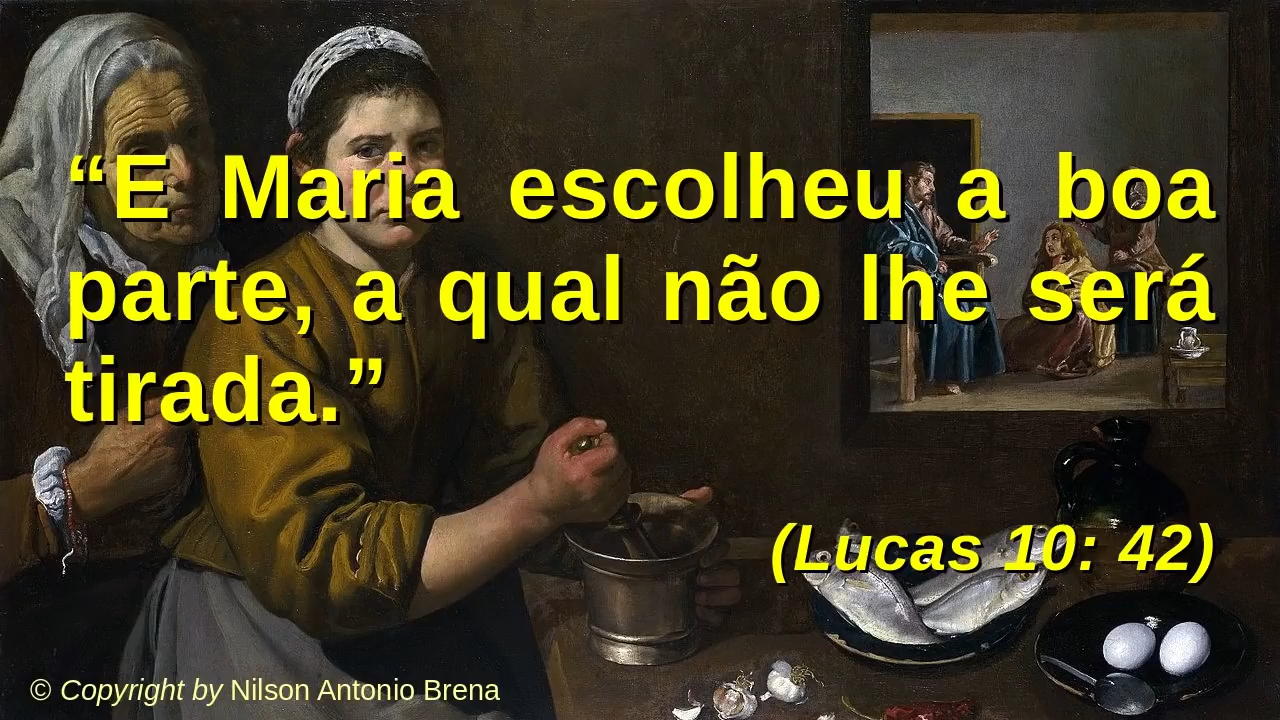 “E Maria escolheu a boa
parte, a qual não lhe será
tirada.”
(Lucas 10: 42)
© Copyright by Nilson Antonio Brena